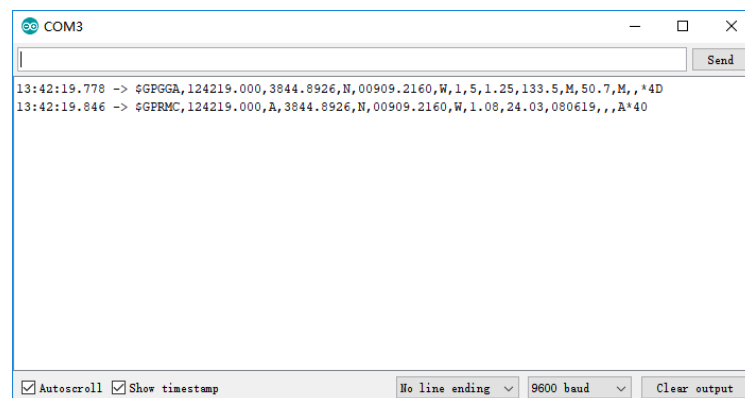 COM3
Send
13:42:19.778 -> $GPGGA,124219.000,3844.8926,N,00909.2160,W,1,5,1.25,133.5,M,50.7,M,,*4D
13:42:19.846 -> $GPRMC,124219.000,A,3844.8926,N,00909.2160,W,1.08,24.03,080619,,,A*40
Autoscroll Show timestamp No line ending 9600 baud Clear output